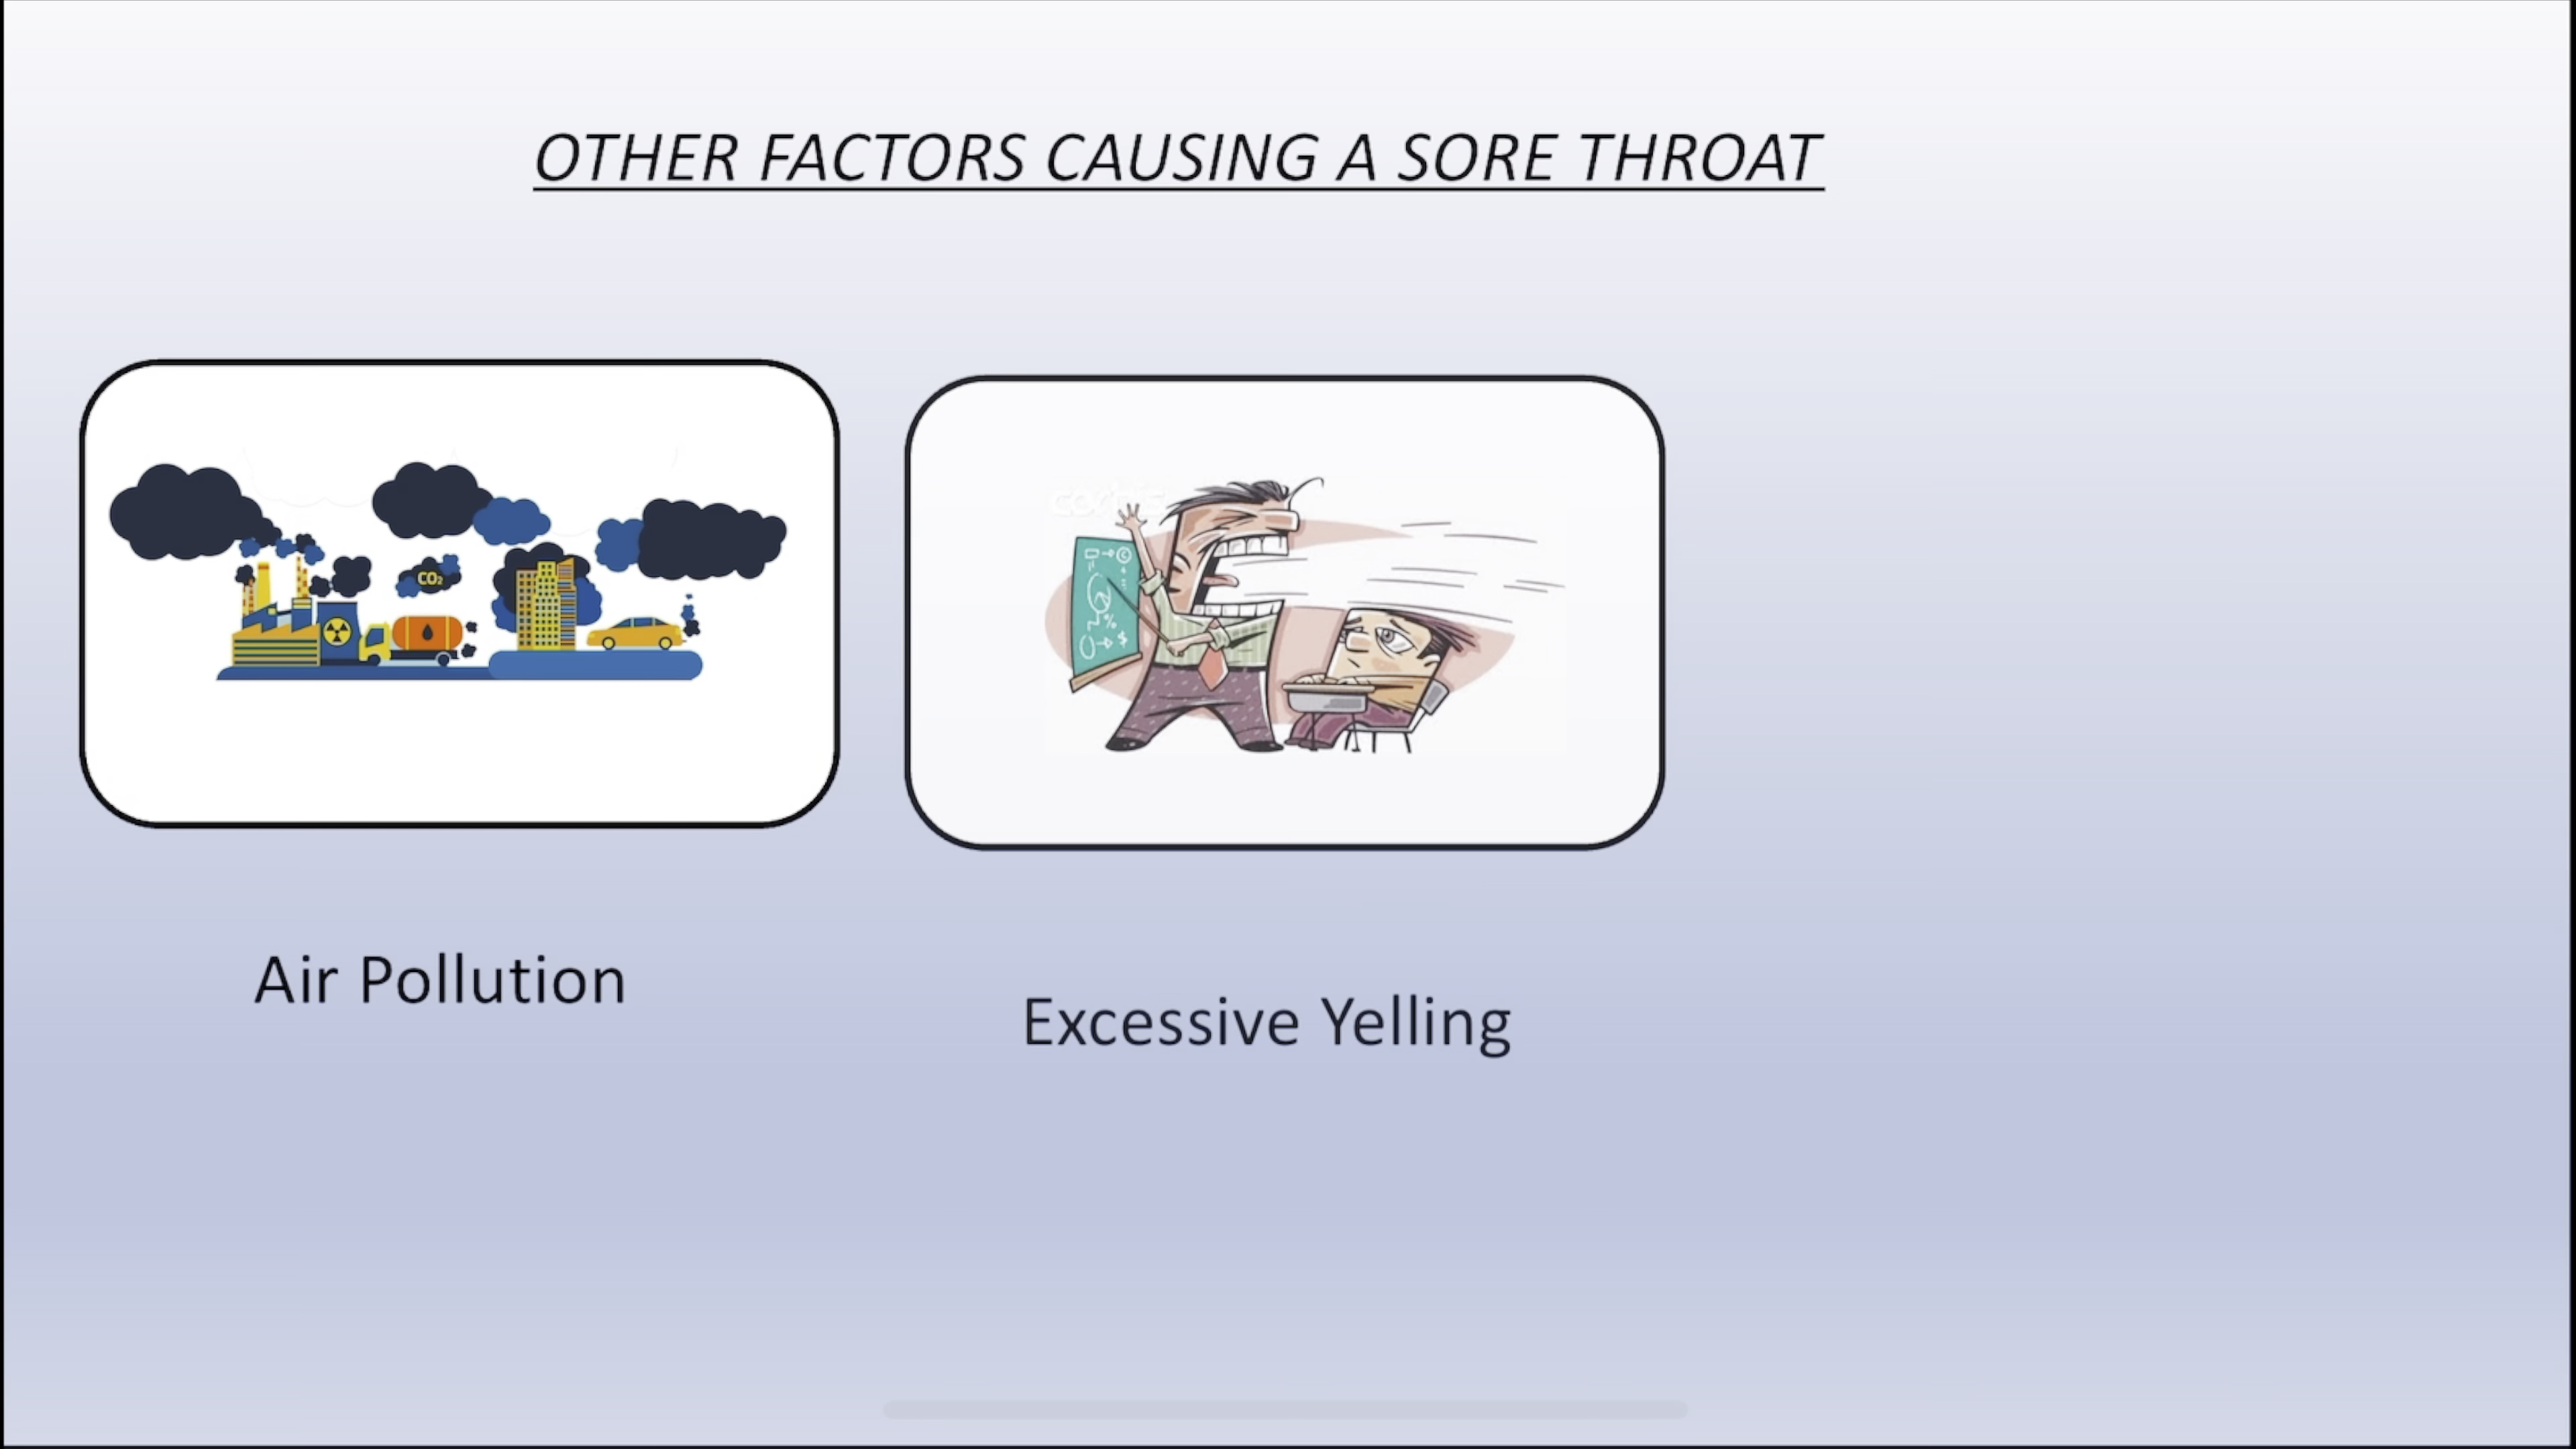 OTHER FACTORS CAUSING A SORE THROAT
CO₂
Air Pollution
Excessive Yelling